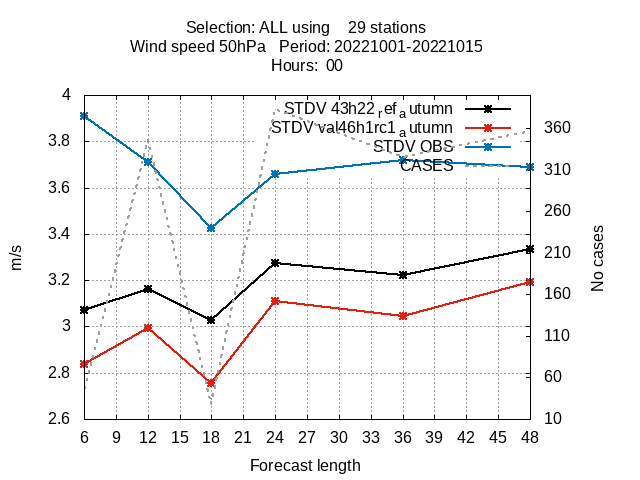 Selection: ALL using    29 stations
Wind speed 50hPa   Period: 20221001-20221015
Hours:  00
STDV 43h22ref autumn
STDV val46h1rc1autumn
STDV OBS
CASES
4
3.8
3.6
3.4
3.2
3
2.8
2.6
m/s
360
310
260
210
160
110
60
10
No cases
6 9 12 15 18 21 24 27 30 33 36 39 42 45 48
Forecast length